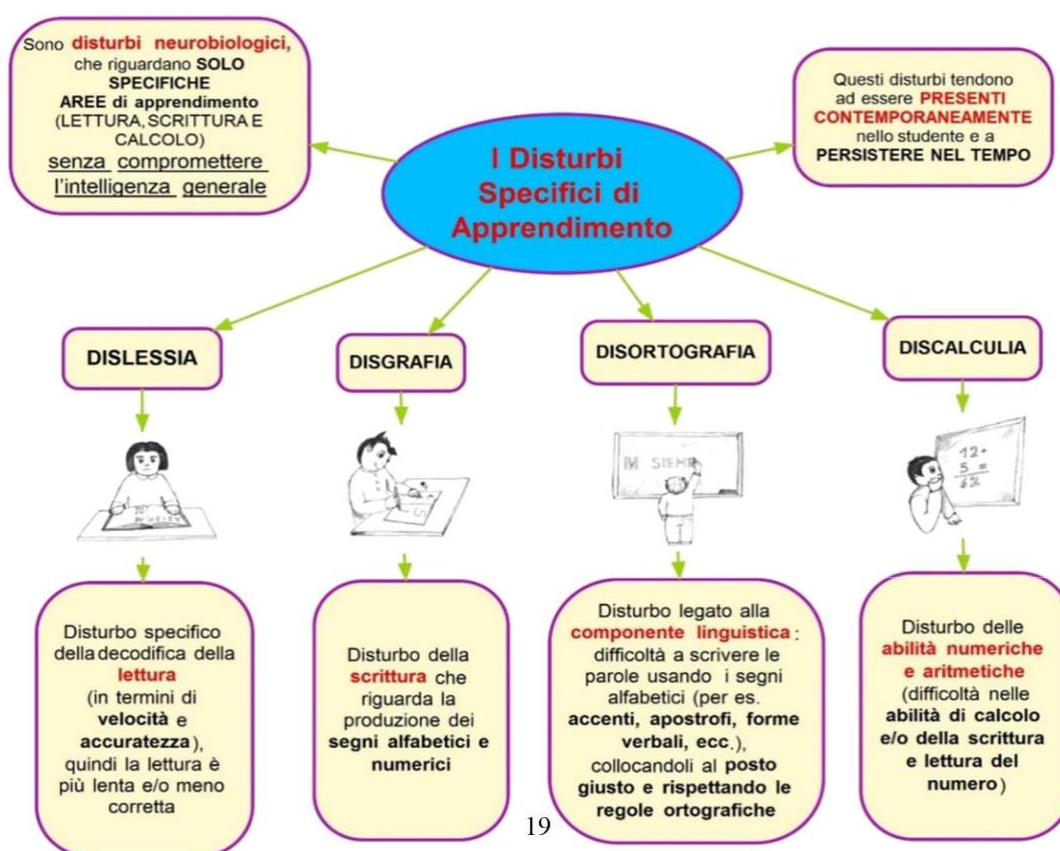 Sono disturbi neurobiologici,
che riguardano SOLO
SPECIFICHE
AREE di apprendimento
(LETTURA, SCRITTURA E
CALCOLO)
senza compromettere
l'intelligenza generale
I Disturbi
Specifici di
Apprendimento
Questi disturbi tendono
ad essere PRESENTI
CONTEMPORANEAMENTE
nello studente e a
PERSISTERE NEL TEMPO
DISLESSIA
DISGRAFIA
DISORTOGRAFIA
DISCALCULIA
SIEME
12+
5 =
62
Disturbo specifico
della decodifica della
lettura
(in termini di
velocità e
accuratezza),
quindi la lettura è
più lenta e/o meno
corretta
Disturbo della
scrittura che
riguarda la
produzione dei
segni alfabetici e
numerici
Disturbo legato alla
componente linguistica:
difficoltà a scrivere le
parole usando i segni
alfabetici (per es.
accenti, apostrofi, forme
verbali, ecc.),
collocandoli al posto
giusto e rispettando le
regole ortografiche
Disturbo delle
abilità numeriche
e aritmetiche
(difficoltà nelle
abilità di calcolo
e/o della scrittura
e lettura del
numero)
19